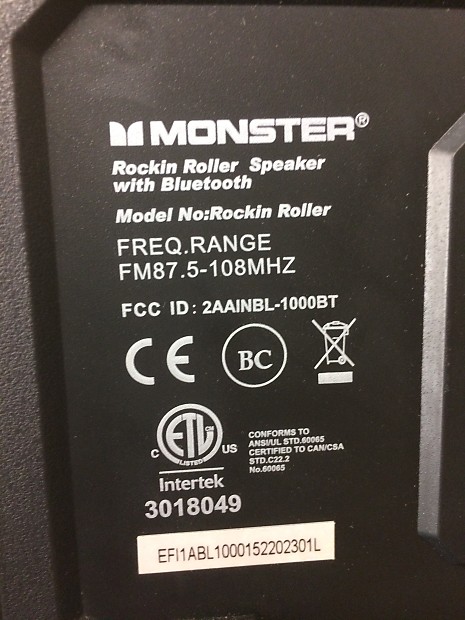 MONSTER®
Rockin Roller Speaker
with Bluetooth
Model No:Rockin Roller
FREQ.RANGE
FM87.5-108MHZ
FCC ID: 2AAINBL-1000BT
CE
BC
ETL
CM
LISTED
C US
Intertek
3018049
CONFORMS TO
ANSI/UL STD.60065
CERTIFIED TO CAN/CSA
STD.C22.2
No.60065
EFI1ABL1000152202301L